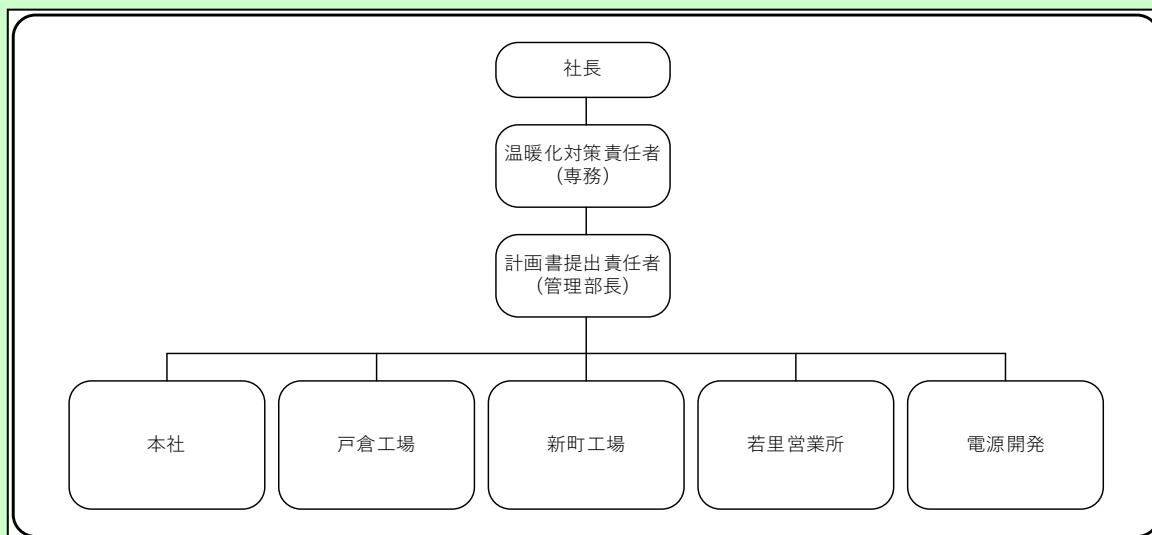 社長
温暖化対策責任者
（専務）
計画書提出責任者
（管理部長）
本社
戸倉工場
新町工場
若里営業所
電源開発